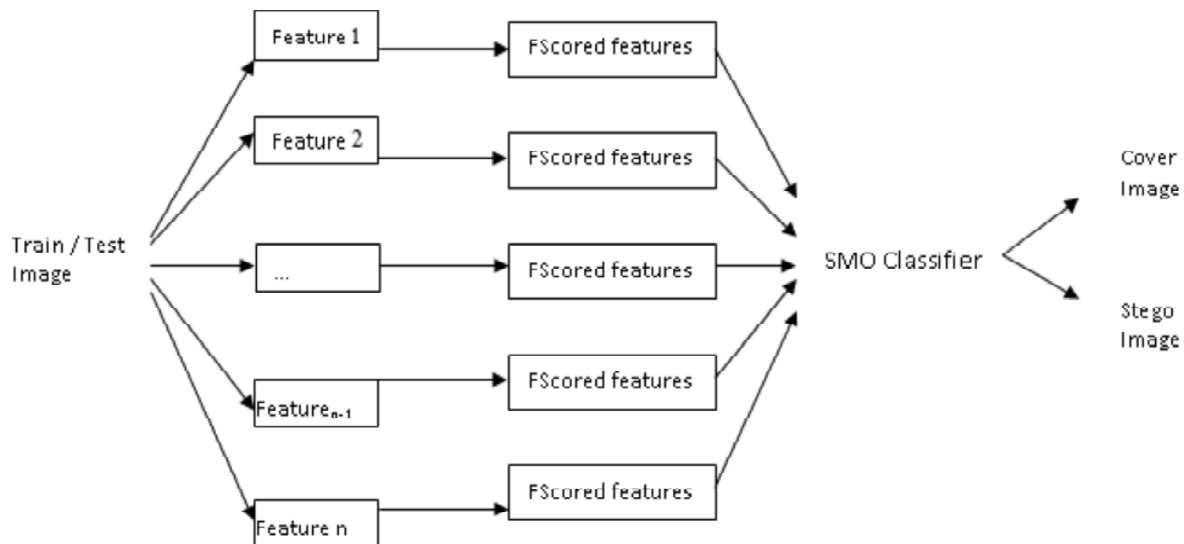 Feature 1
FScored features
Feature 2
FScored features
Train / Test
Image
...
FScored features
SMO Classifier
Cover
Image
Stego
Image
Featureₙ₋₁
FScored features
Feature n
FScored features